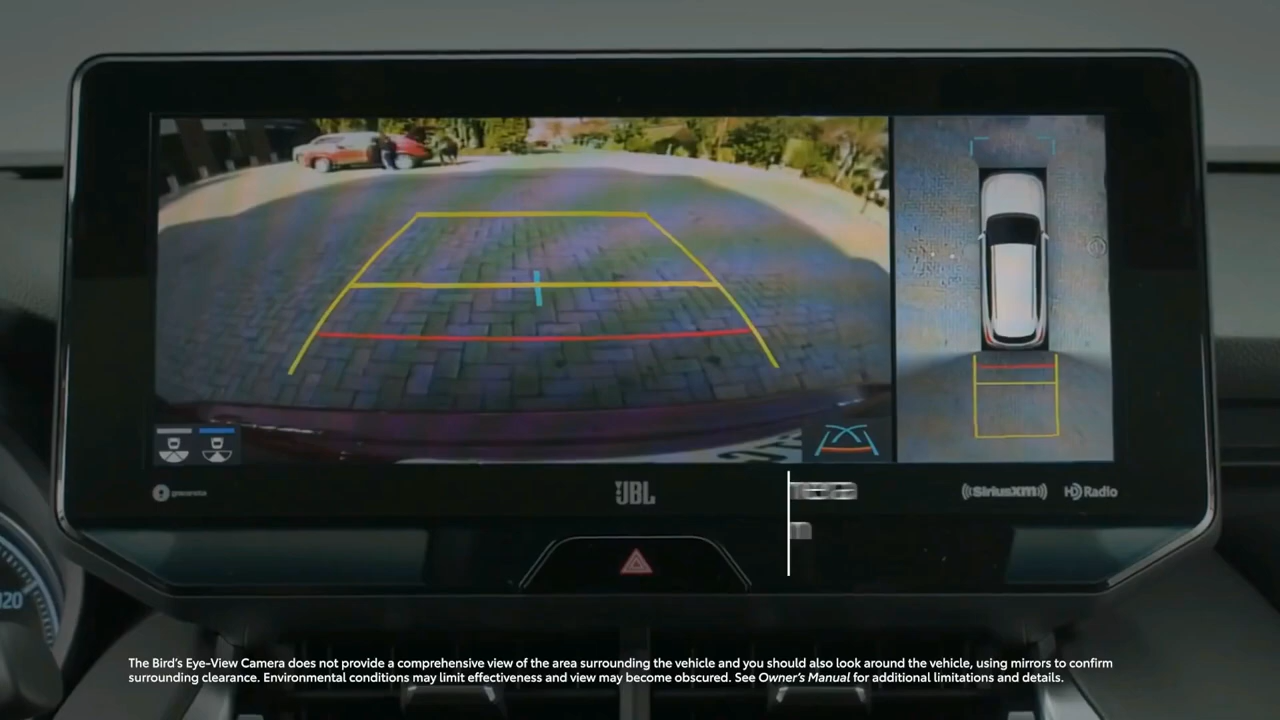 JBL
SiriusXM
HD Radio
The Bird's Eye-View Camera does not provide a comprehensive view of the area surrounding the vehicle and you should also look around the vehicle, using mirrors to confirm
surrounding clearance. Environmental conditions may limit effectiveness and view may become obscured. See Owner's Manual for additional limitations and details.